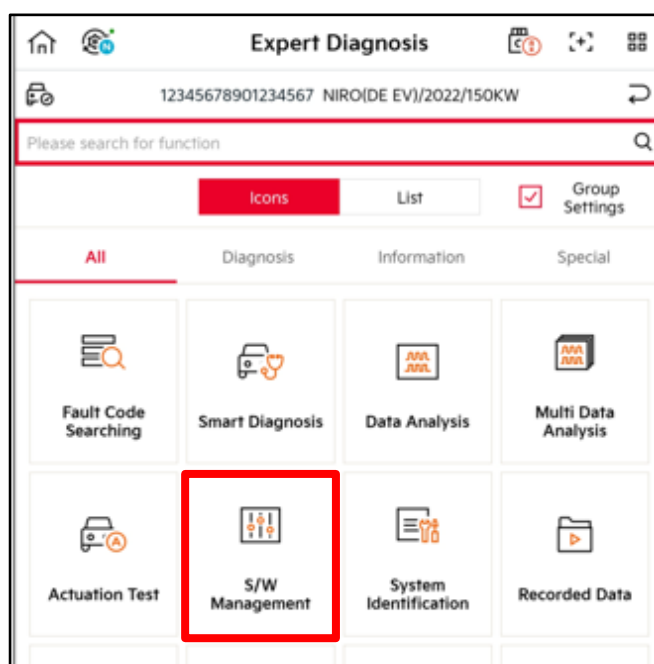 Expert Diagnosis
12345678901234567 NIRO(DE EV)/2022/150KW
Please search for function
Icons List Group
Settings
All Diagnosis Information Special
Fault Code
Searching
Smart Diagnosis
Data Analysis
Multi Data
Analysis
Actuation Test
S/W
Management
System
Identification
Recorded Data